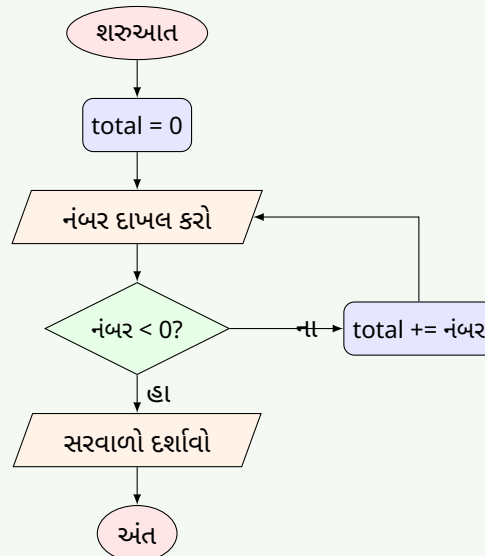 શરુઆત
total = 0
નંબર દાખલ કરો
નંબર < 0?
ના
total += નંબર
હા
સરવાળો દર્શાવો
અંત